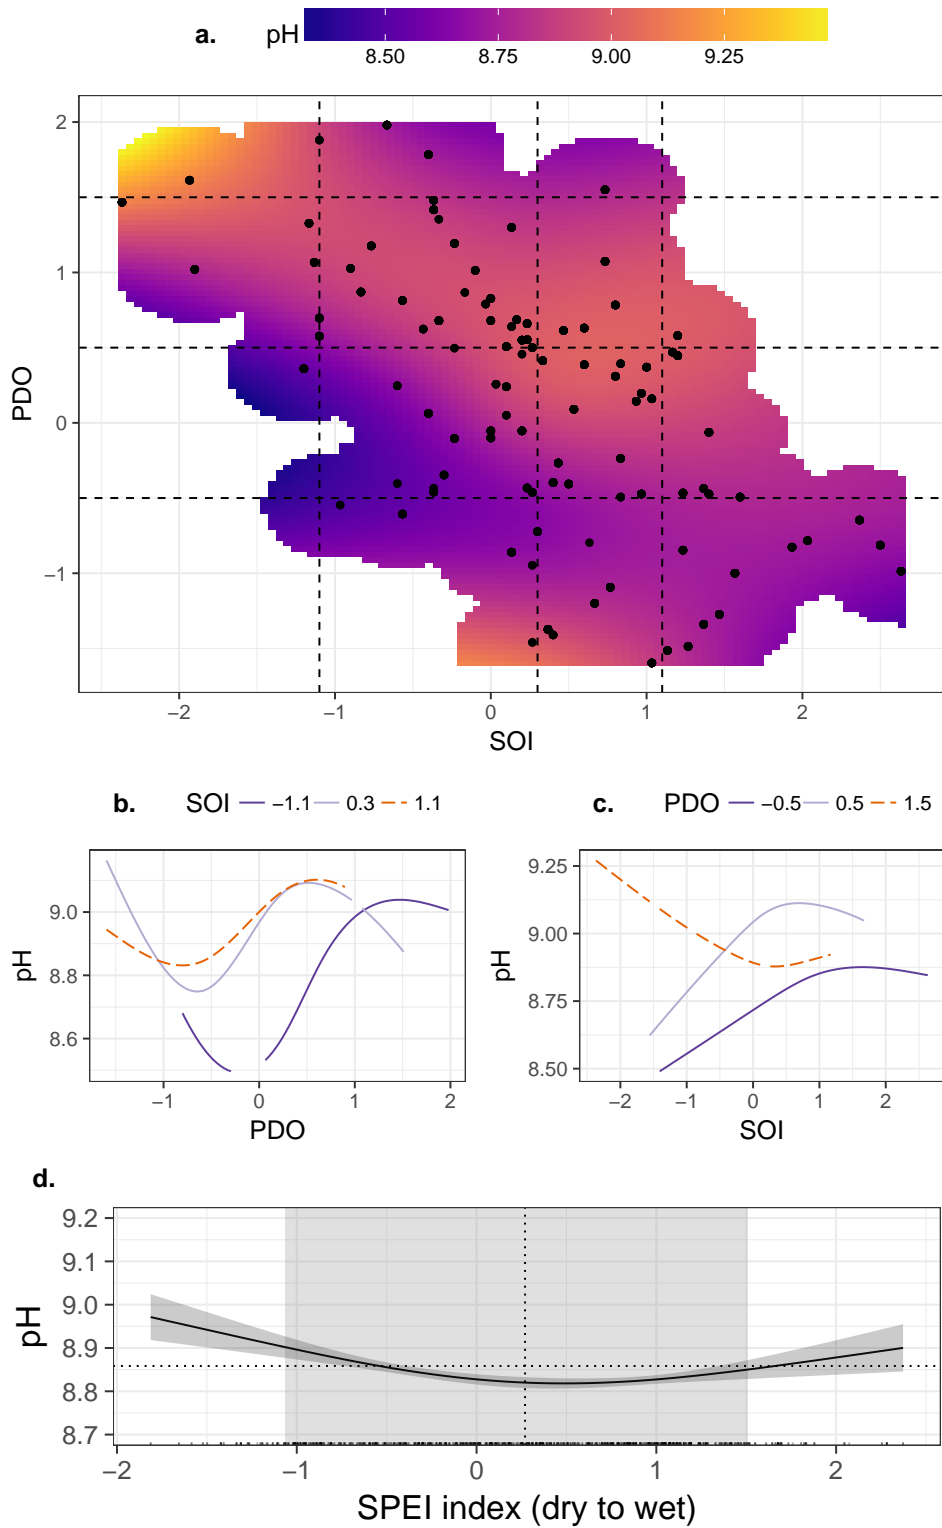 a. pH
8.50 8.75 9.00 9.25
2
1
0
−1
PDO
−2 −1 0 1 2
SOI
b. SOI −1.1 0.3 1.1
9.0
8.8
8.6
pH
−1 0 1 2
PDO
c. PDO −0.5 0.5 1.5
9.25
9.00
8.75
8.50
pH
−2 −1 0 1 2
SOI
d.
9.2
9.1
9.0
8.9
8.8
8.7
pH
−2 −1 0 1 2
SPEI index (dry to wet)